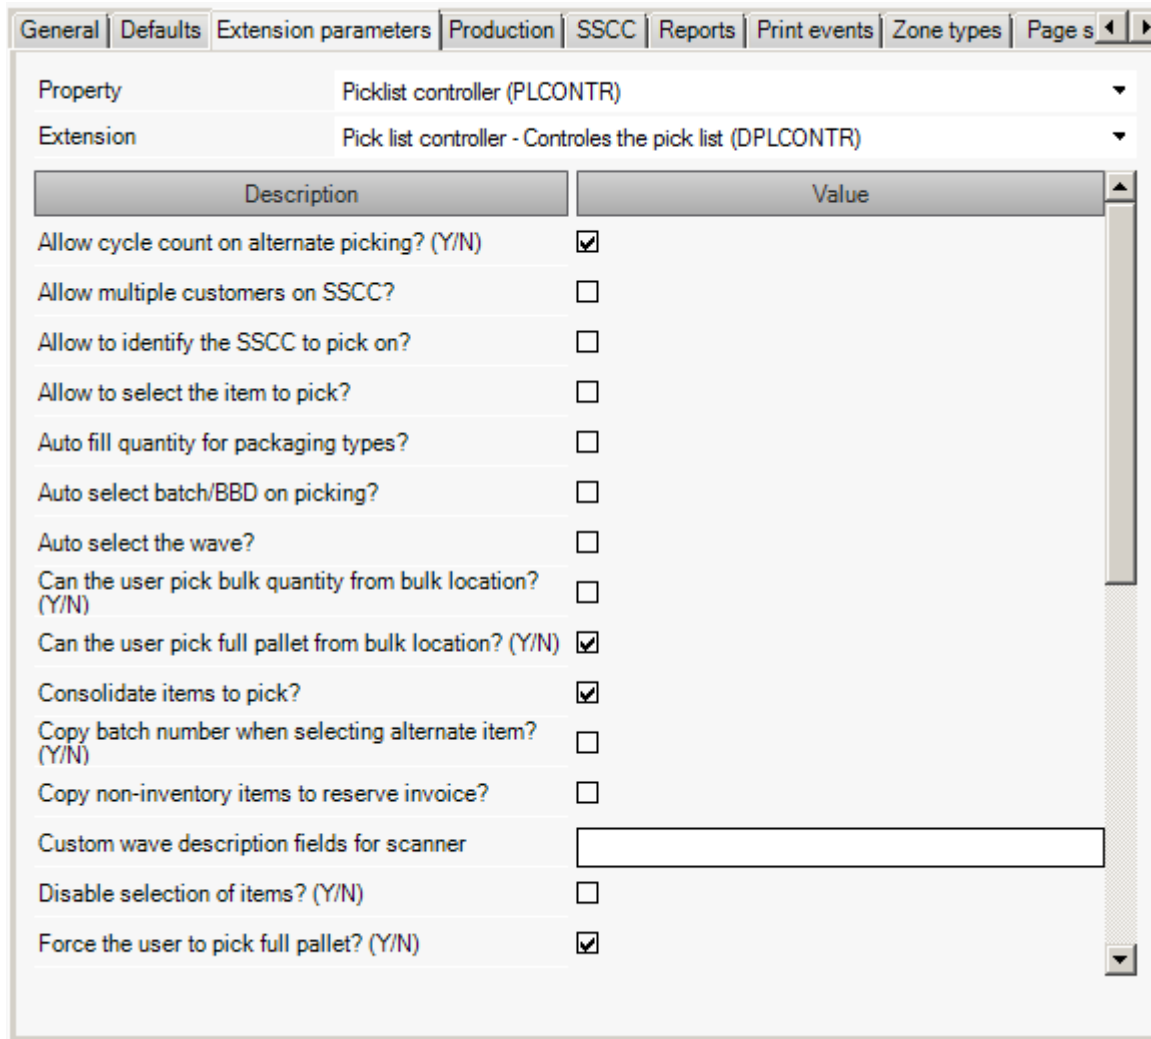 General Defaults Extension parameters Production SSCC Reports Print events Zone types Page s
Property Picklist controller (PLCONTR)
Extension Pick list controller - Controles the pick list (DPLCONTR)
Description Value
Allow cycle count on alternate picking? (Y/N)
Allow multiple customers on SSCC?
Allow to identify the SSCC to pick on?
Allow to select the item to pick?
Auto fill quantity for packaging types?
Auto select batch/BBD on picking?
Auto select the wave?
Can the user pick bulk quantity from bulk location?
(Y/N)
Can the user pick full pallet from bulk location? (Y/N)
Consolidate items to pick?
Copy batch number when selecting alternate item?
(Y/N)
Copy non-inventory items to reserve invoice?
Custom wave description fields for scanner
Disable selection of items? (Y/N)
Force the user to pick full pallet? (Y/N)